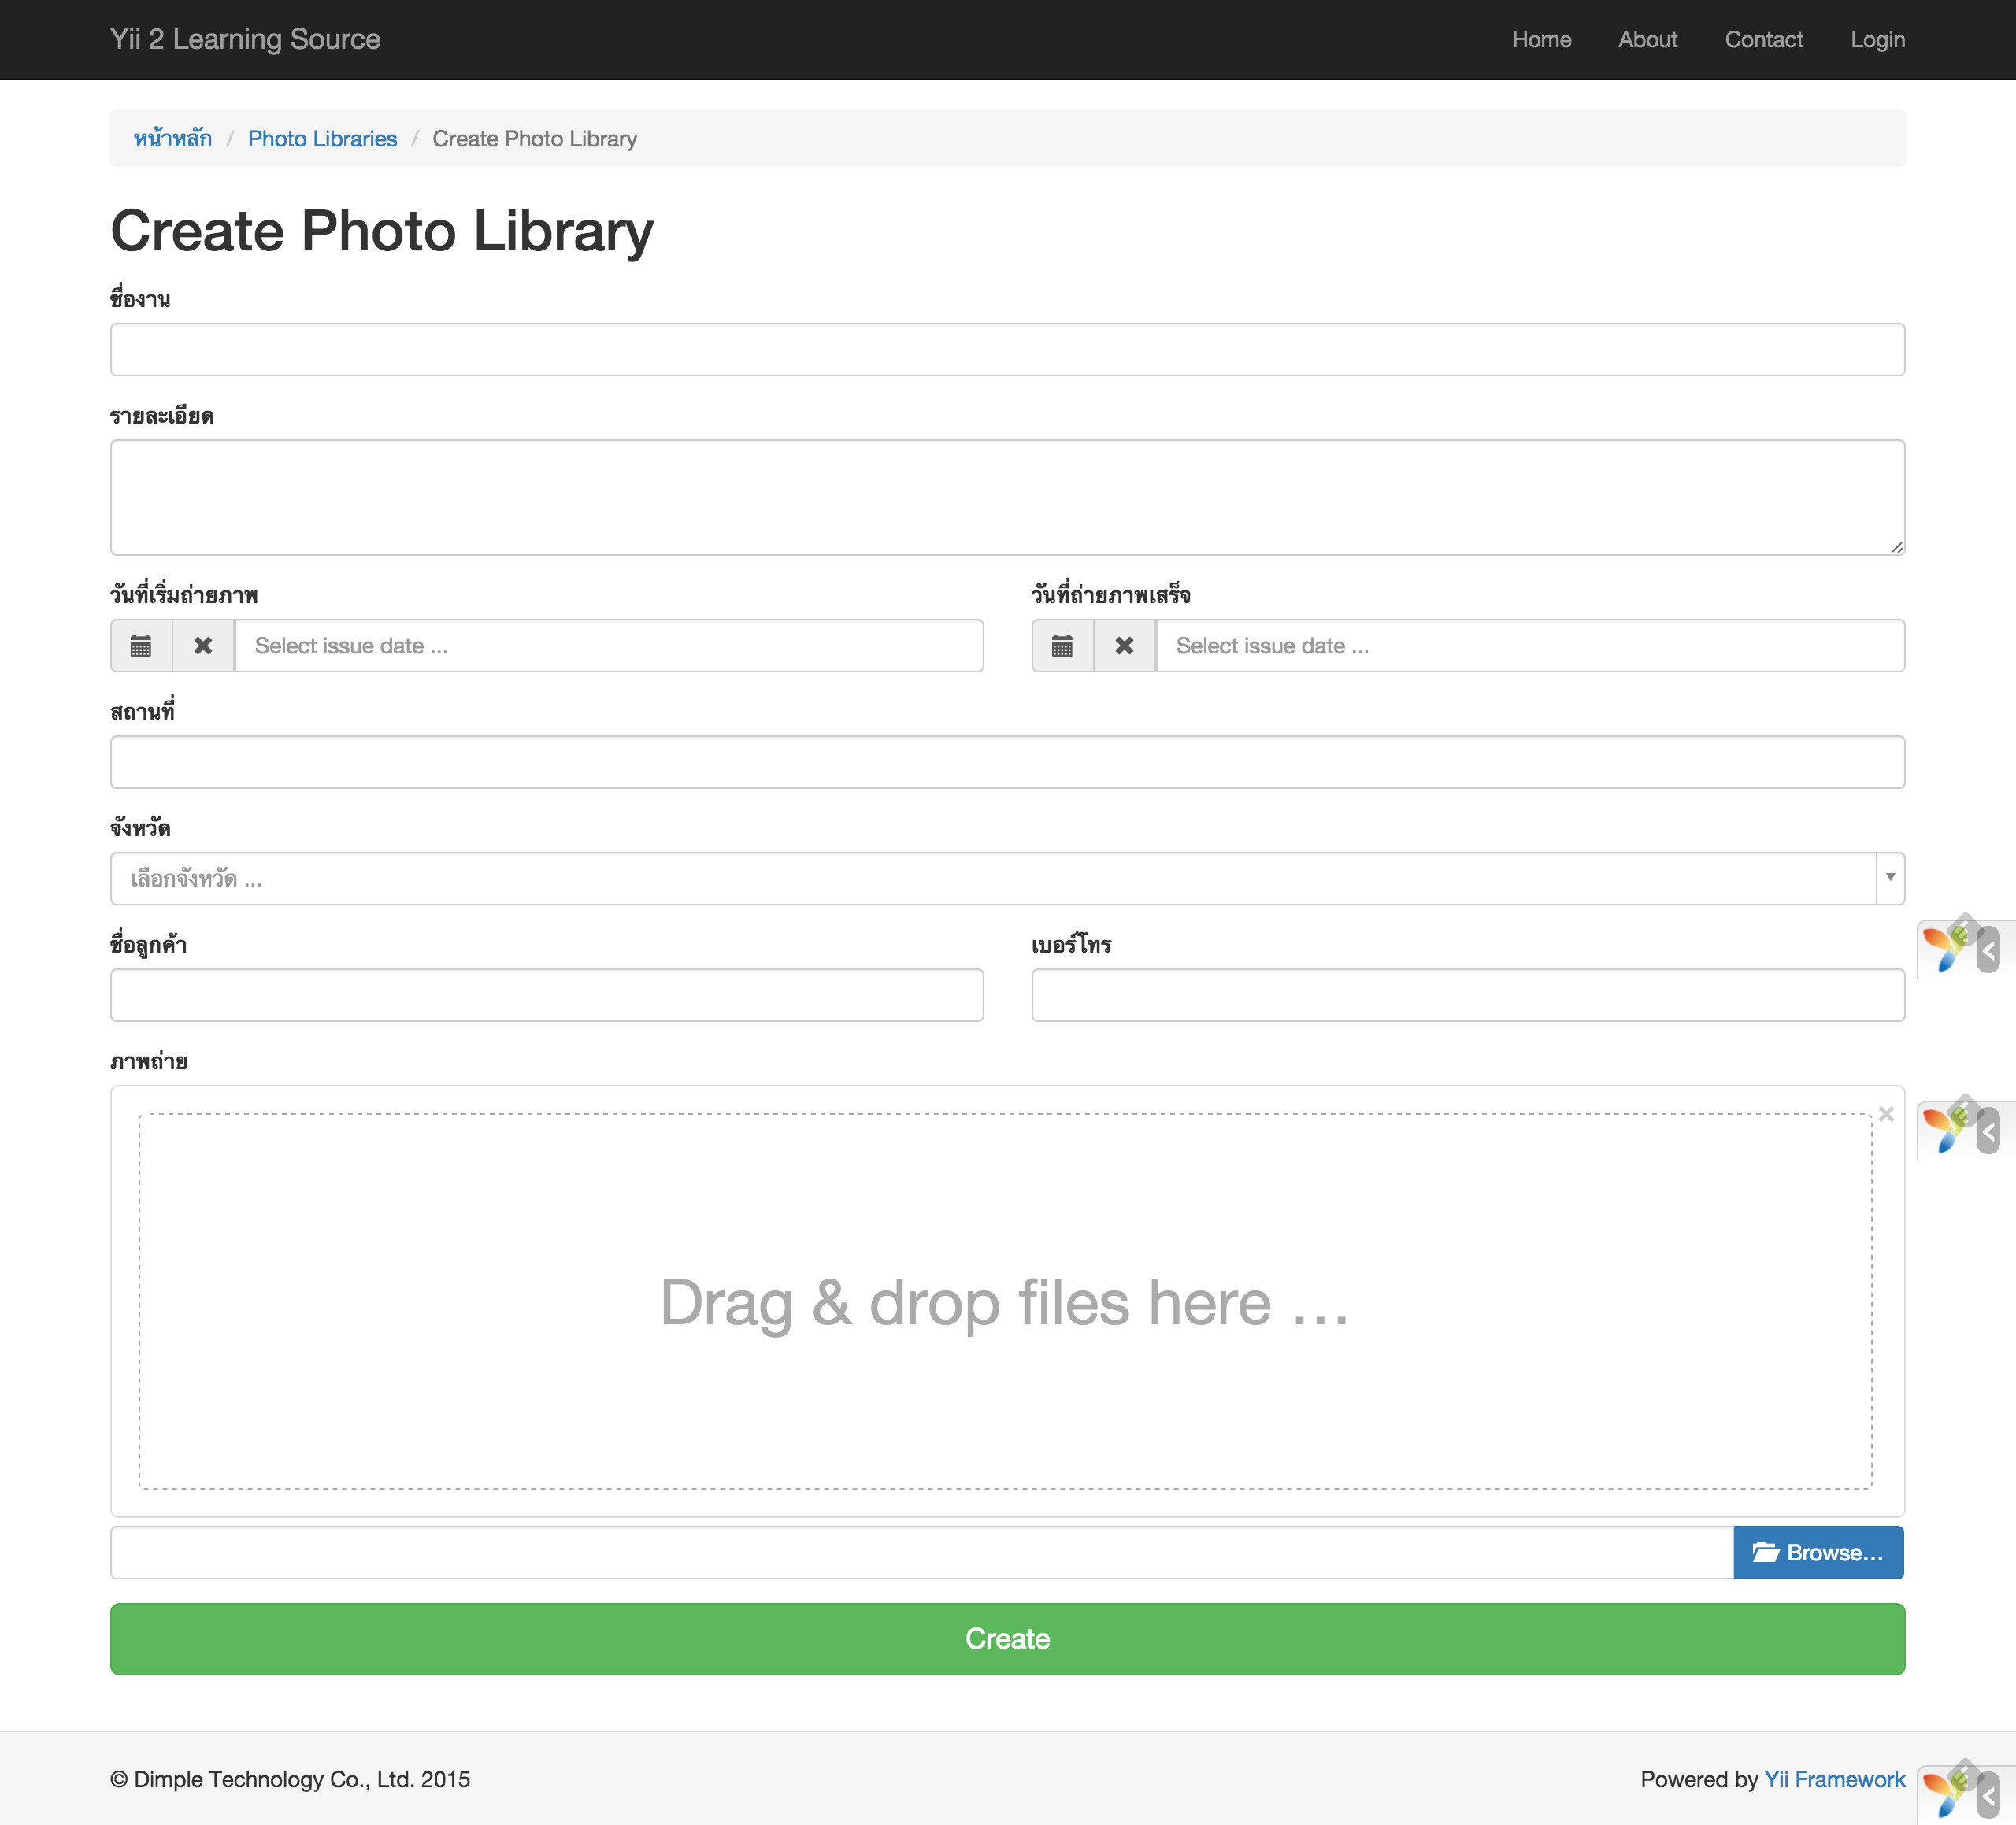 Yii 2 Learning Source Home About Contact Login
หน้าหลัก / Photo Libraries / Create Photo Library
Create Photo Library
ชื่องาน
รายละเอียด
วันที่เริ่มถ่ายภาพ วันที่ถ่ายภาพเสร็จ
Select issue date ... Select issue date ...
สถานที่
จังหวัด
เลือกจังหวัด ...
ชื่อลูกค้า เบอร์โทร
ภาพถ่าย
Drag & drop files here ...
Browse...
Create
© Dimple Technology Co., Ltd. 2015 Powered by Yii Framework